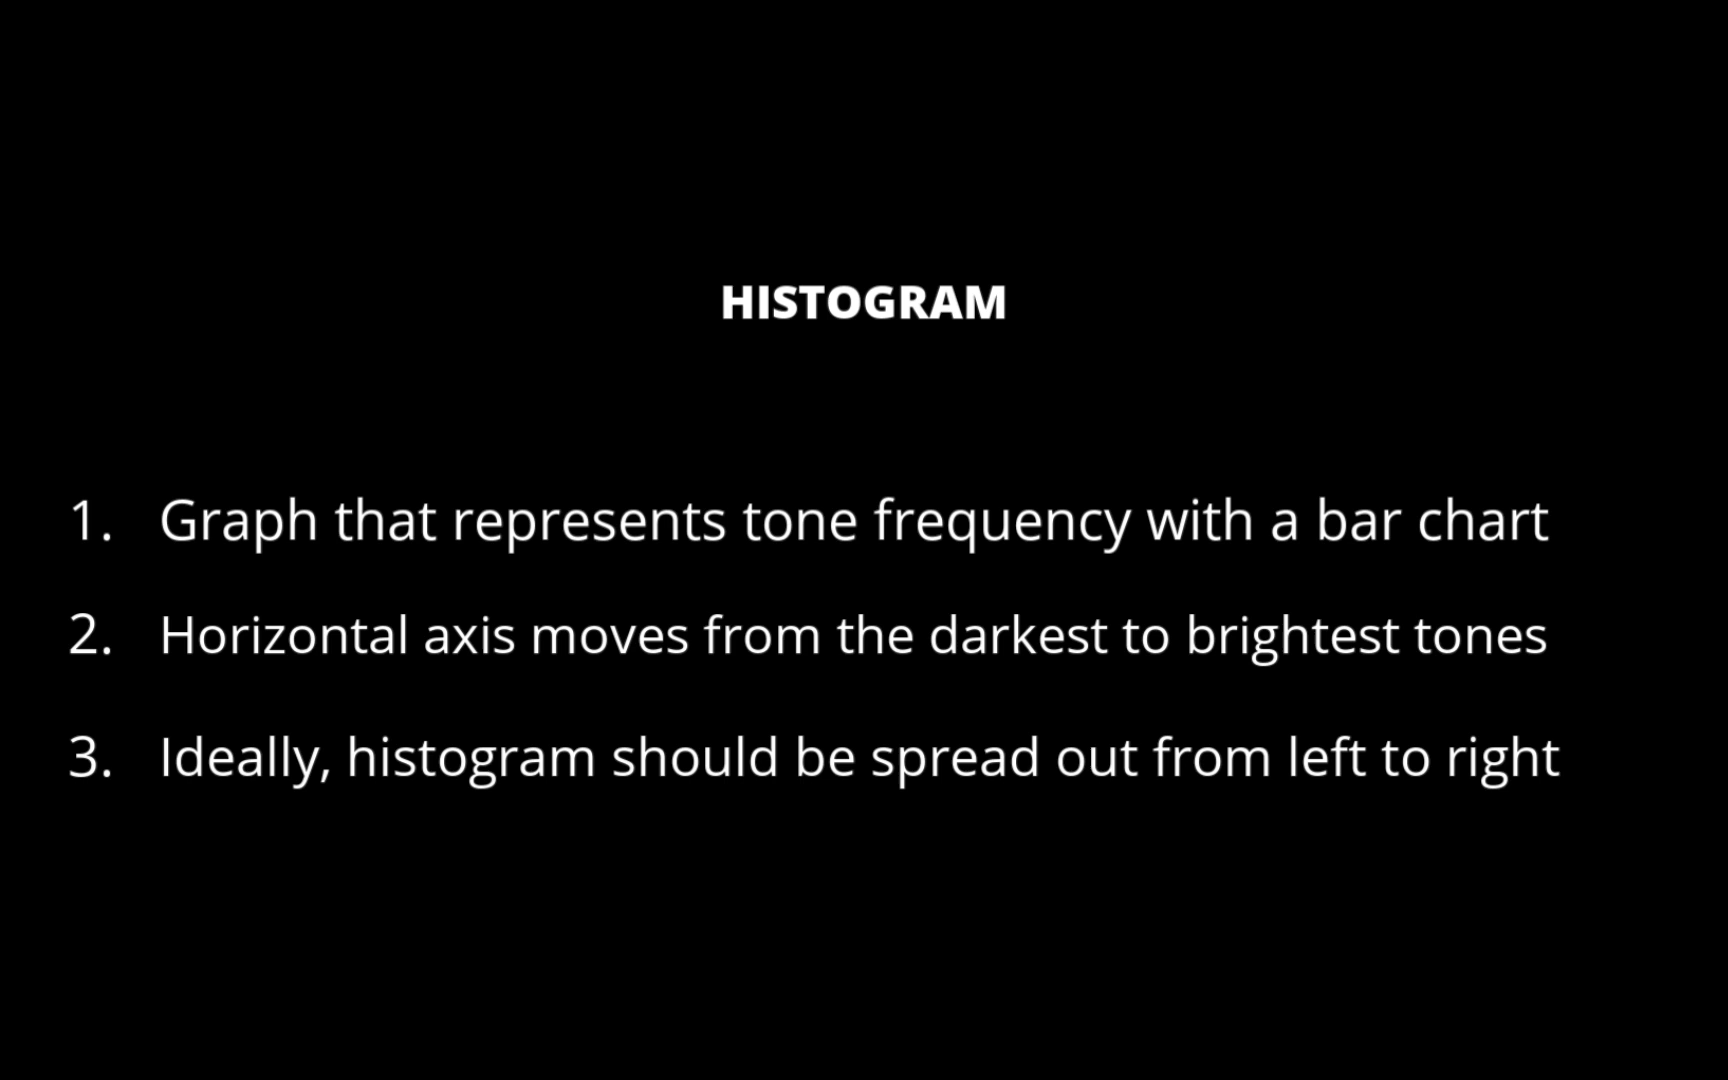 HISTOGRAM
1. Graph that represents tone frequency with a bar chart
2. Horizontal axis moves from the darkest to brightest tones
3. Ideally, histogram should be spread out from left to right